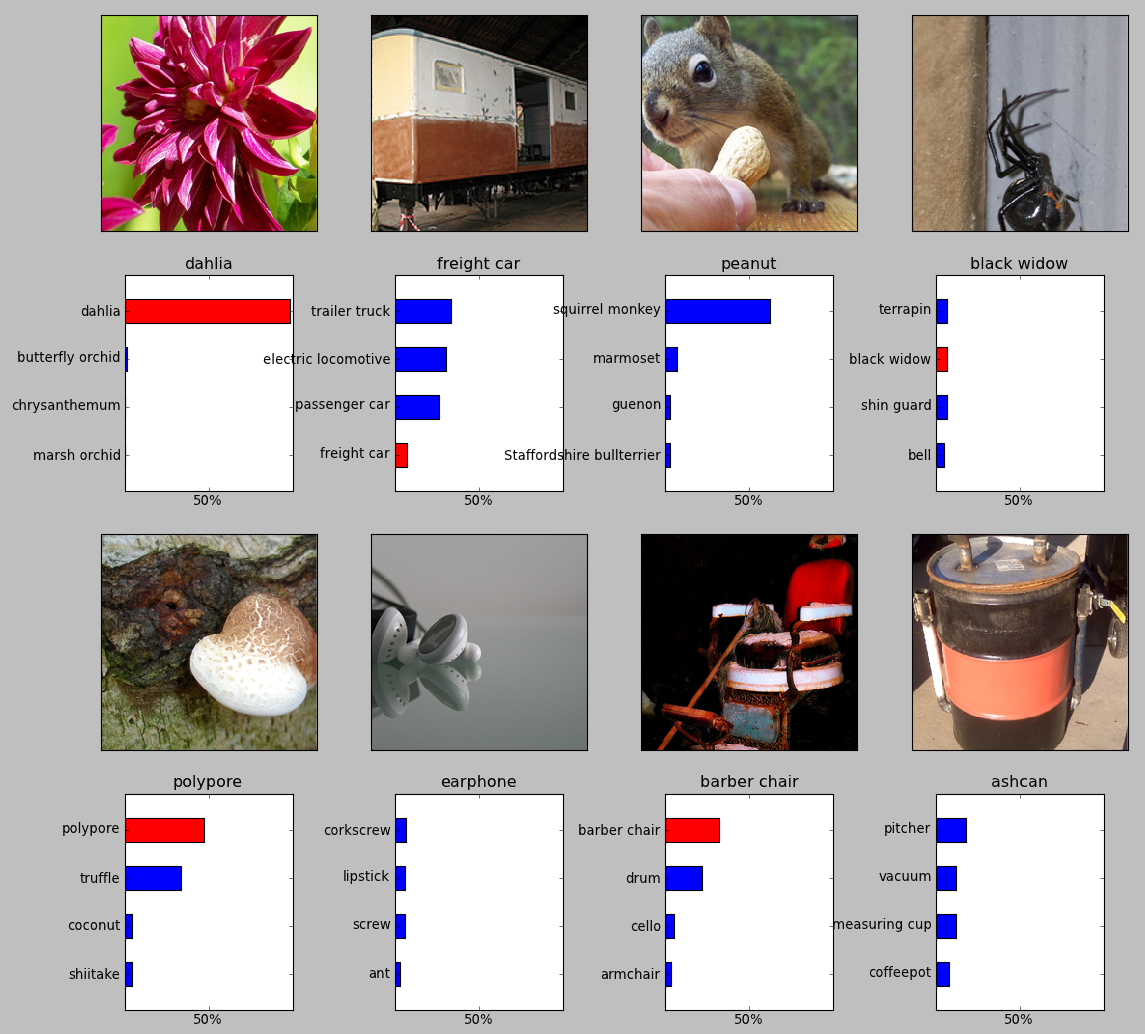 dahlia
freight car
peanut
black widow
dahlia
butterfly orchid
chrysanthemum
marsh orchid
50%
trailer truck
electric locomotive
passenger car
freight car
50%
squirrel monkey
marmoset
guenon
Staffordshire bullterrier
50%
terrapin
black widow
shin guard
bell
50%
polypore
earphone
barber chair
ashcan
polypore
truffle
coconut
shiitake
50%
corkscrew
lipstick
screw
ant
50%
barber chair
drum
cello
armchair
50%
pitcher
vacuum
measuring cup
coffeepot
50%